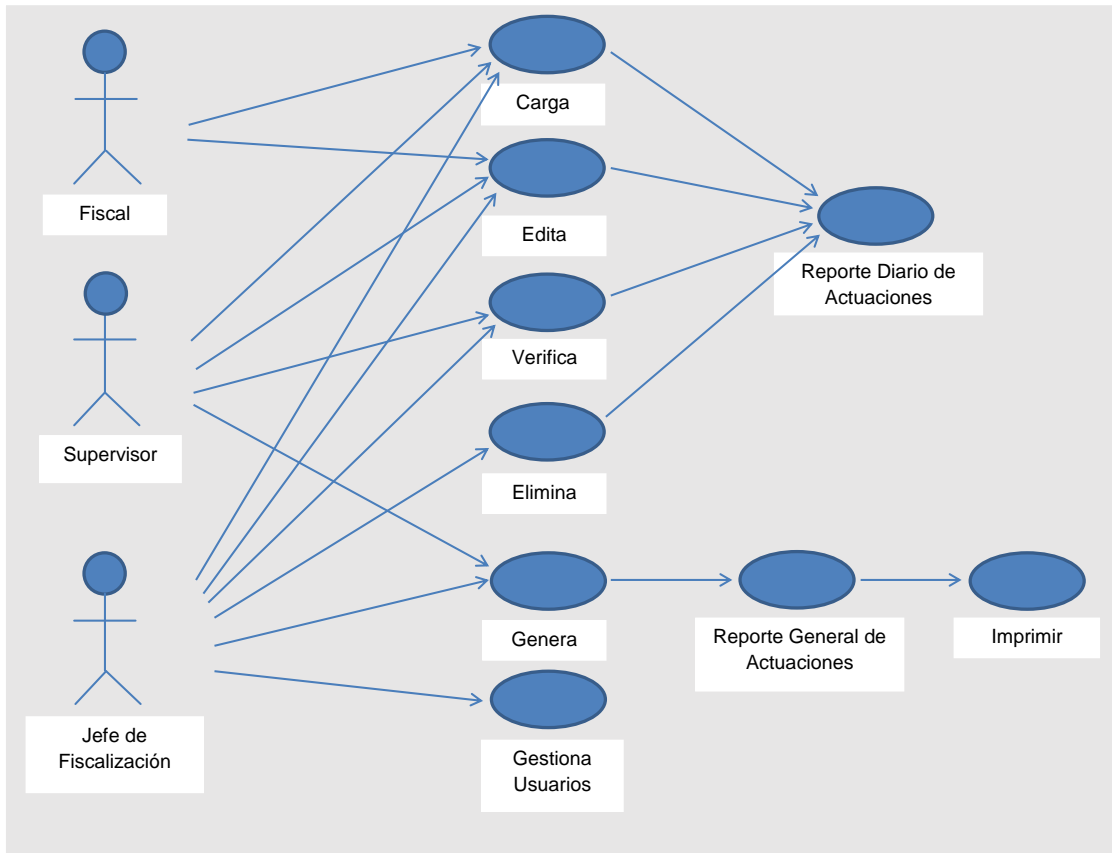 Carga
Fiscal
Edita
Reporte Diario de
Actuaciones
Verifica
Supervisor
Elimina
Genera
Reporte General de
Actuaciones
Imprimir
Jefe de
Fiscalización
Gestiona
Usuarios